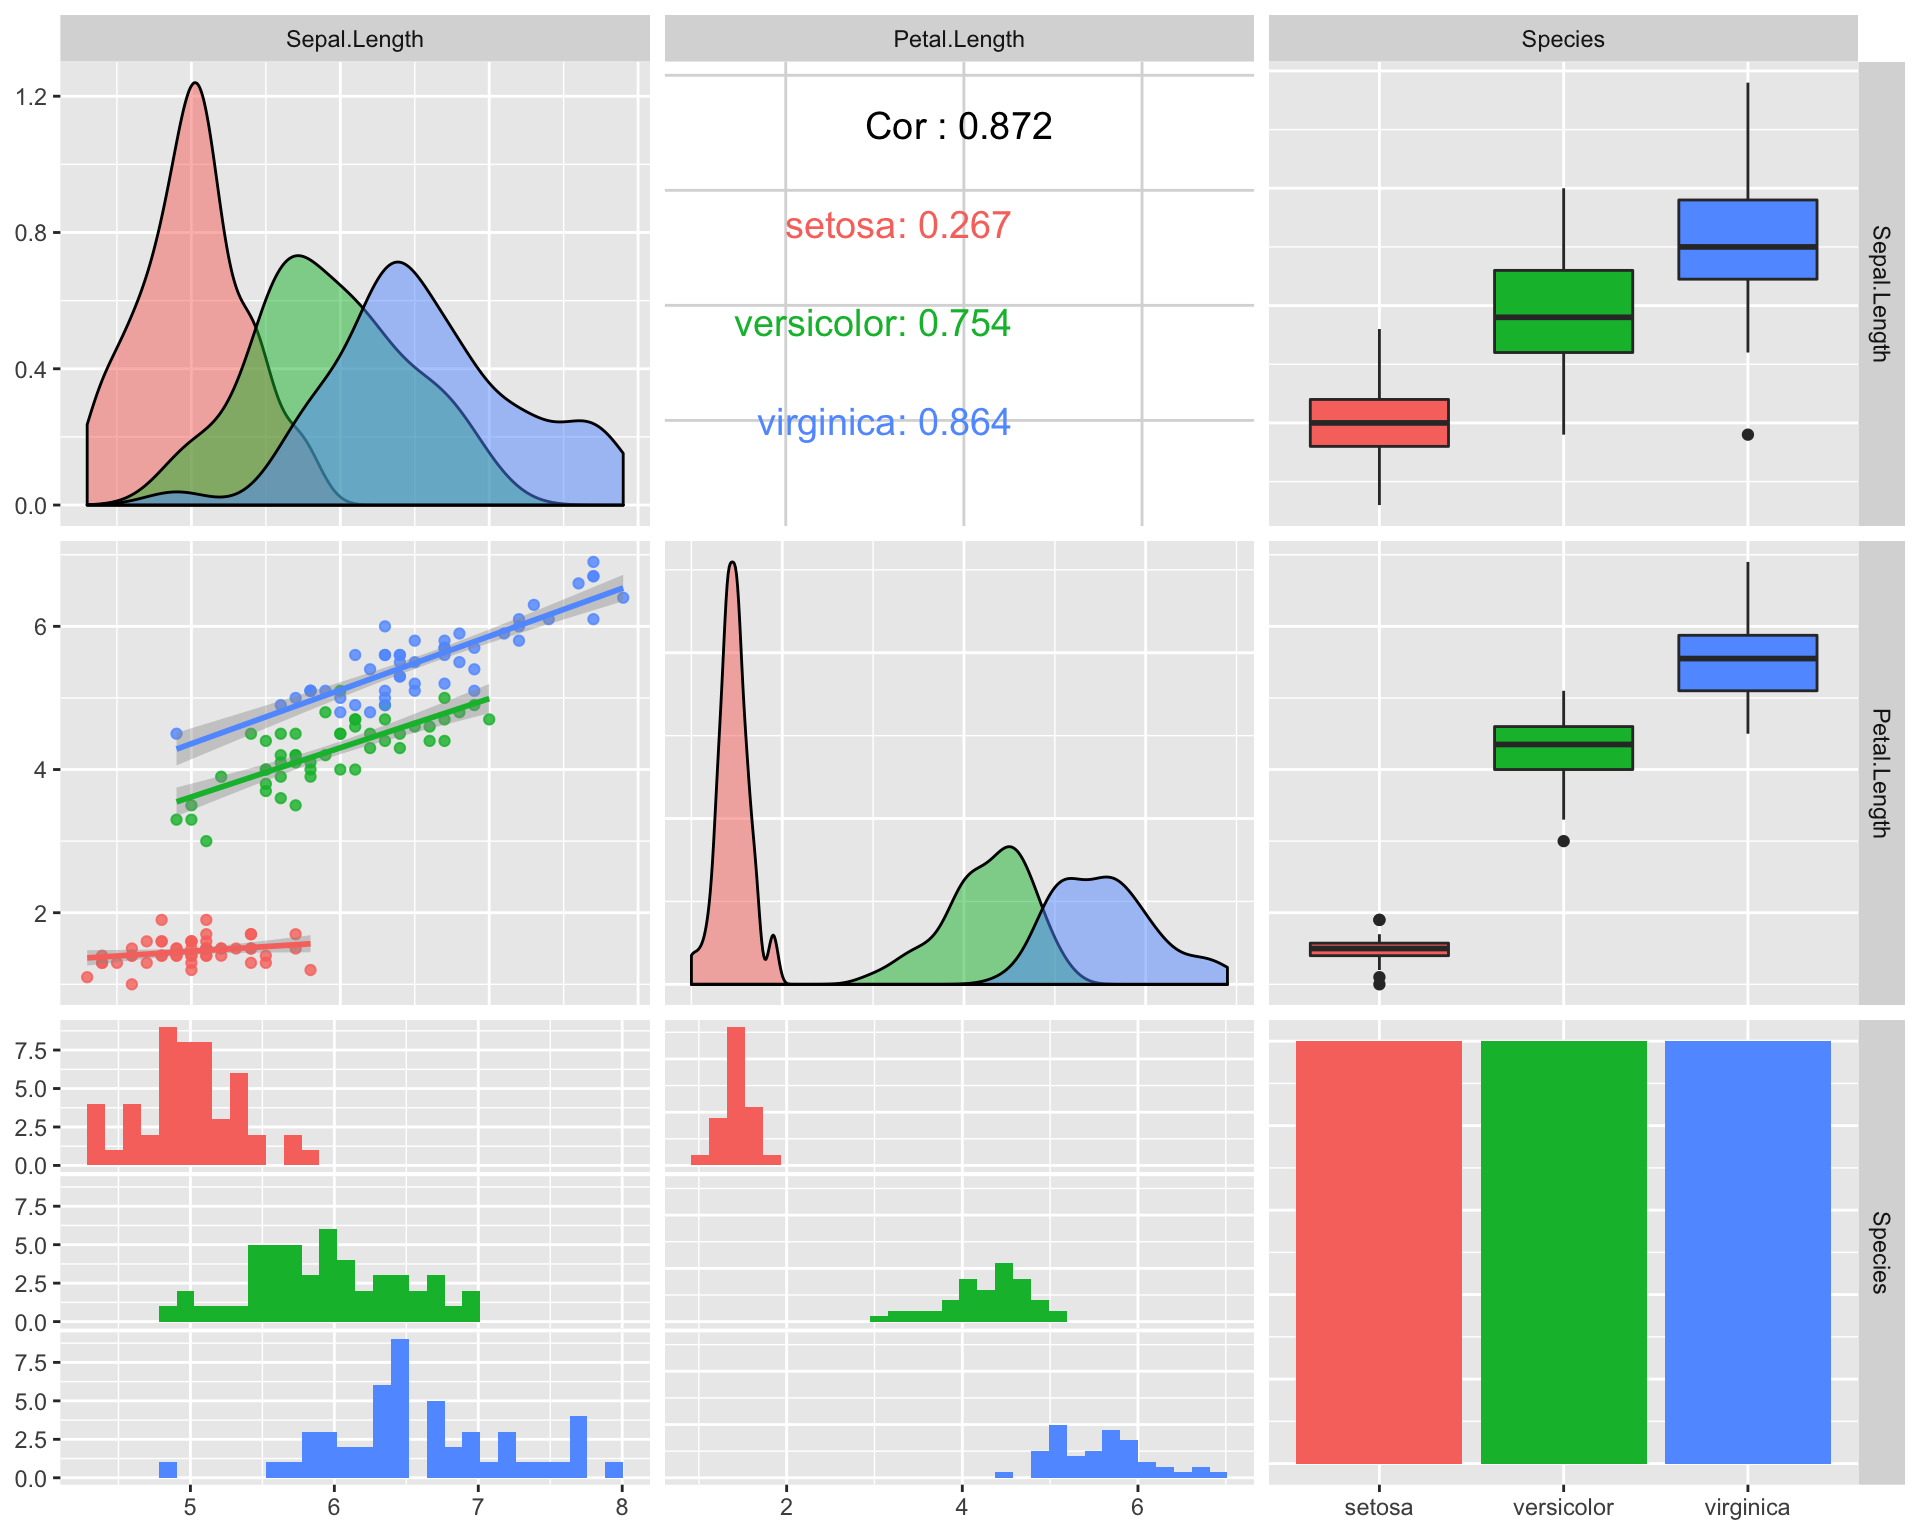 Sepal.Length Petal.Length Species
1.2
0.8
0.4
0.0
Cor : 0.872
setosa: 0.267
versicolor: 0.754
virginica: 0.864
Sepal.Length
6
4
2
Petal.Length
7.5
5.0
2.5
0.0
7.5
5.0
2.5
0.0
7.5
5.0
2.5
0.0
Species
5 6 7 8 2 4 6 setosa versicolor virginica